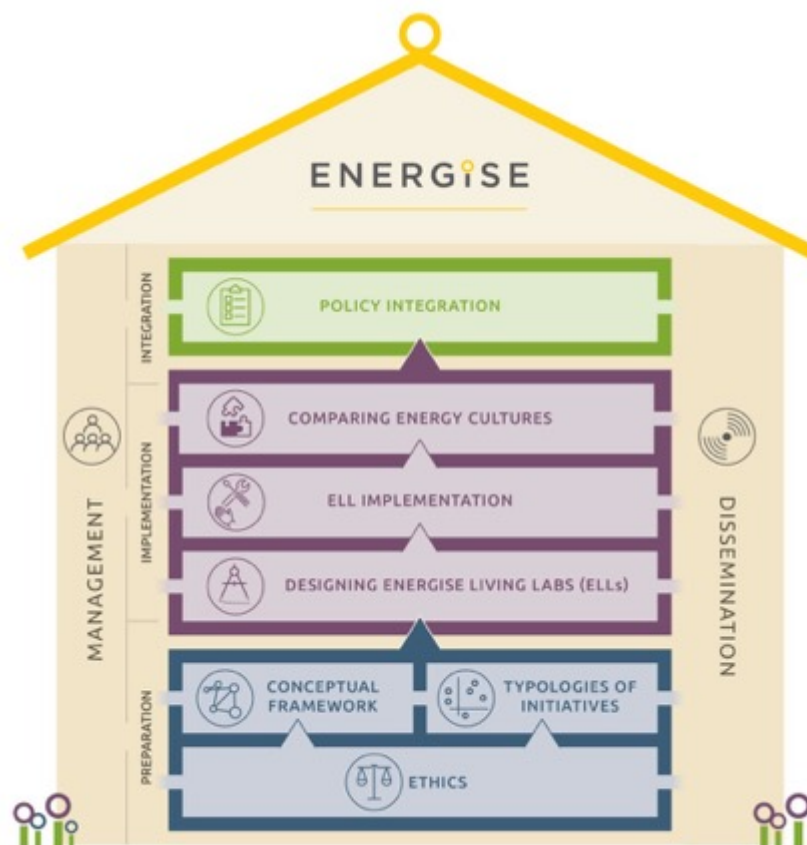 ENERGISE
INTEGRATION
POLICY INTEGRATION
IMPLEMENTATION
COMPARING ENERGY CULTURES
ELL IMPLEMENTATION
DESIGNING ENERGISE LIVING LABS (ELLs)
MANAGEMENT
DISSEMINATION
PREPARATION
CONCEPTUAL
FRAMEWORK
TYPOLOGIES OF
INITIATIVES
ETHICS